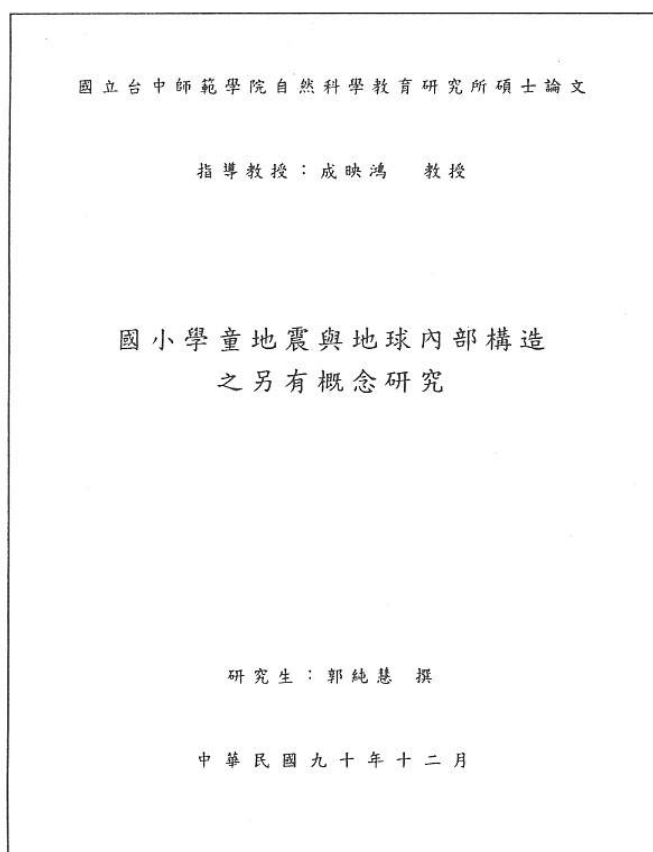 國立台中師範學院自然科學教育研究所碩士論文
指導教授：成映鴻　教授
國小學童地震與地球內部構造
之另有概念研究
研究生：郭純慧 撰
中華民國九十年十二月